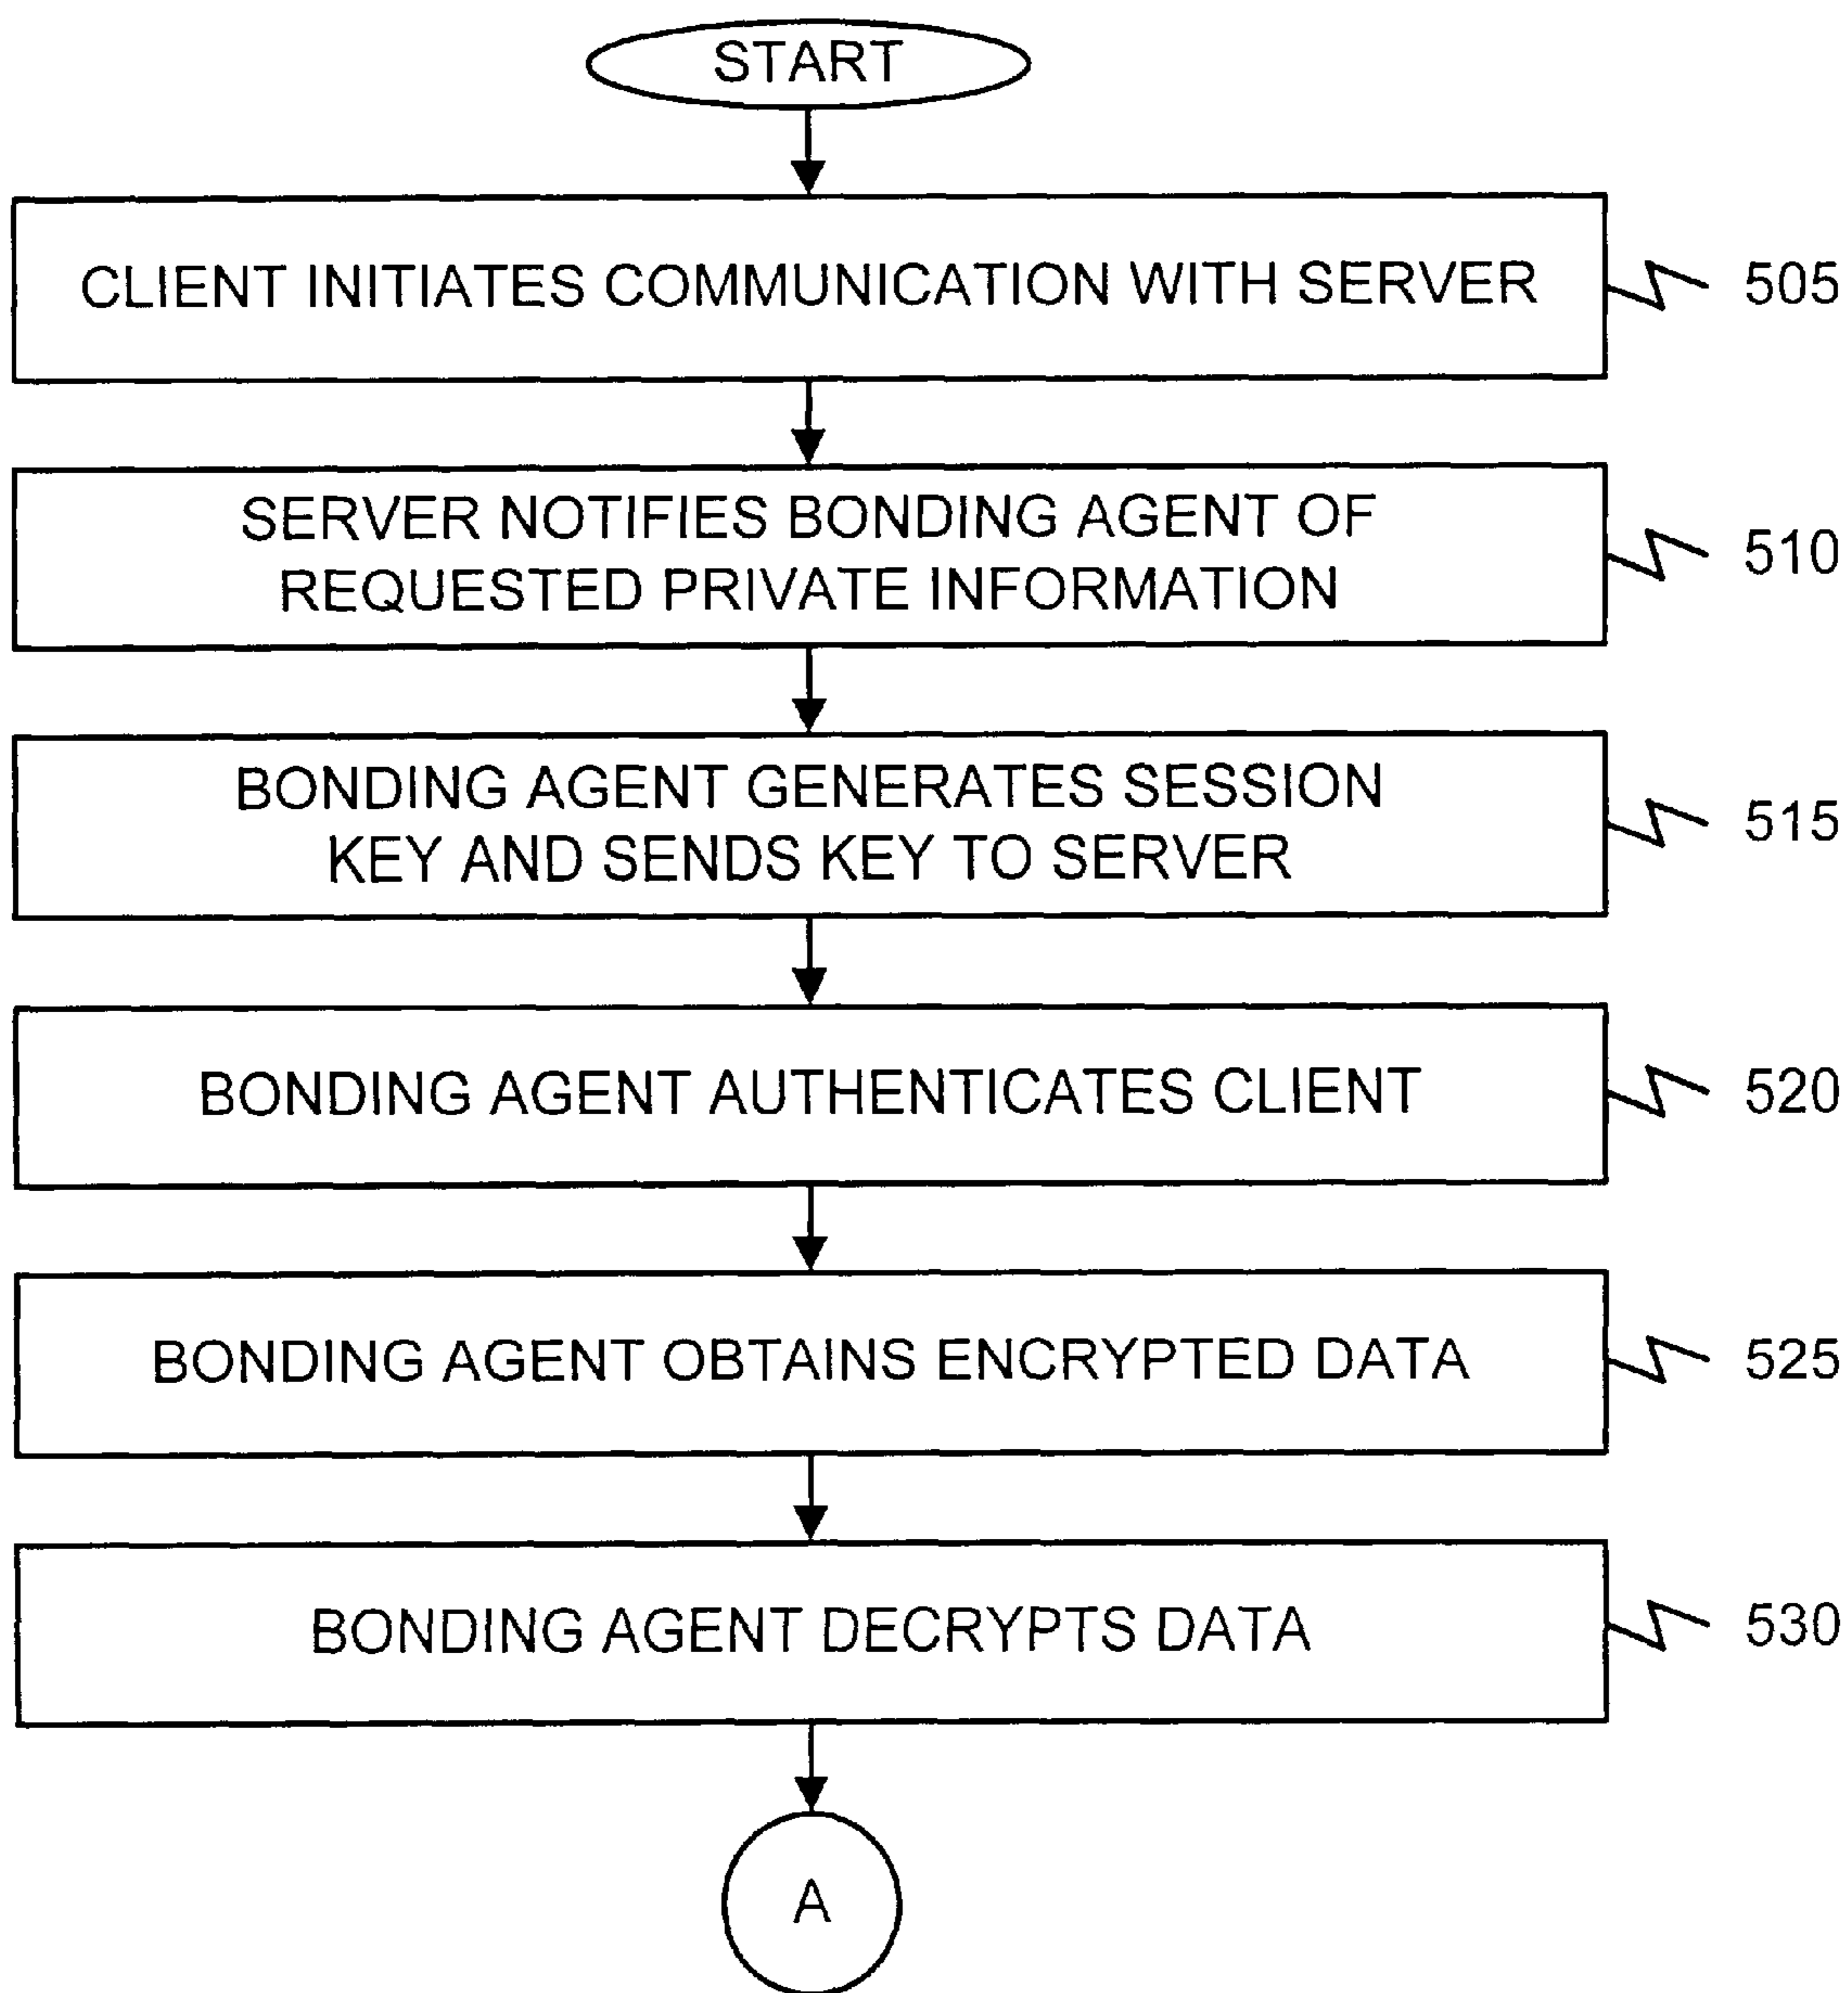 START
CLIENT INITIATES COMMUNICATION WITH SERVER
505
SERVER NOTIFIES BONDING AGENT OF
REQUESTED PRIVATE INFORMATION
510
BONDING AGENT GENERATES SESSION
KEY AND SENDS KEY TO SERVER
515
BONDING AGENT AUTHENTICATES CLIENT
520
BONDING AGENT OBTAINS ENCRYPTED DATA
525
BONDING AGENT DECRYPTS DATA
530
A